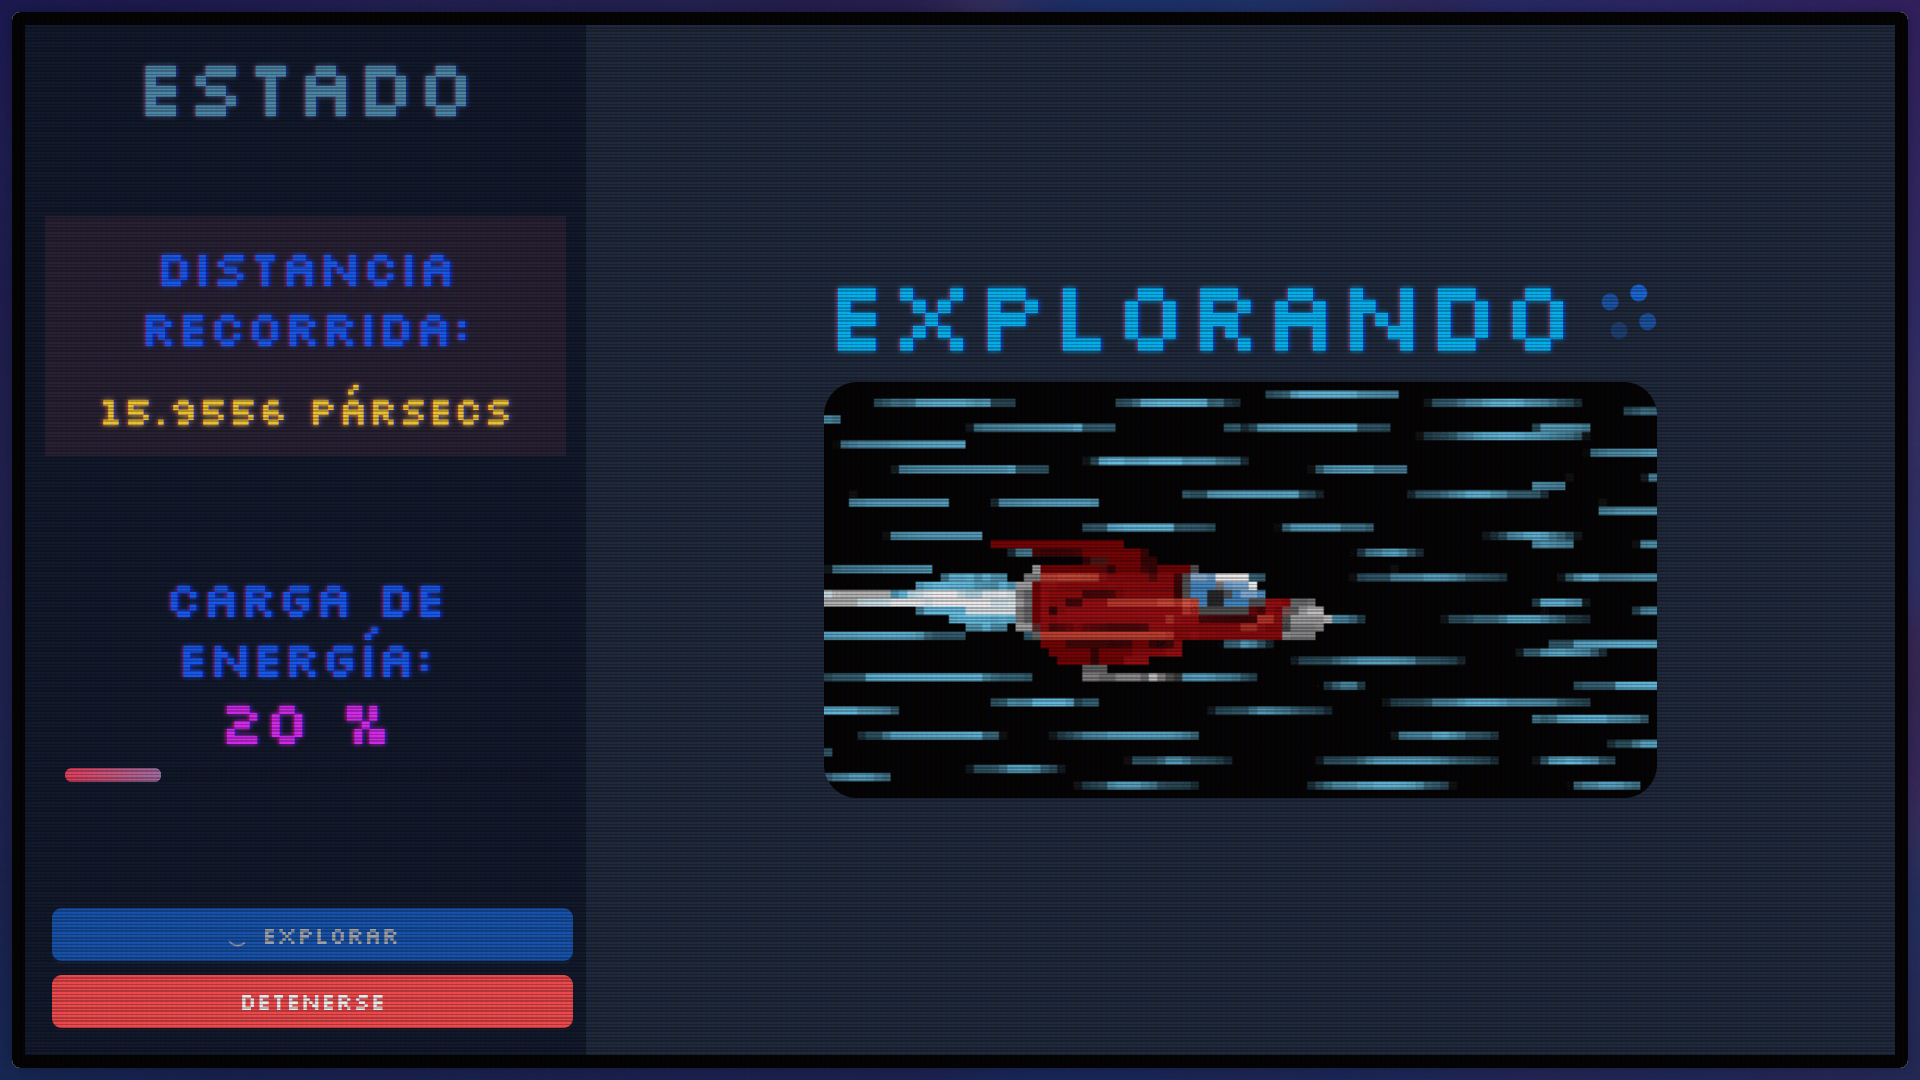 ESTADO
DISTANCIA
RECORRIDA:
15.9556 PÁRSECS
CARGA DE
ENERGÍA:
20 %
EXPLORAR
DETENERSE
EXPLORANDO